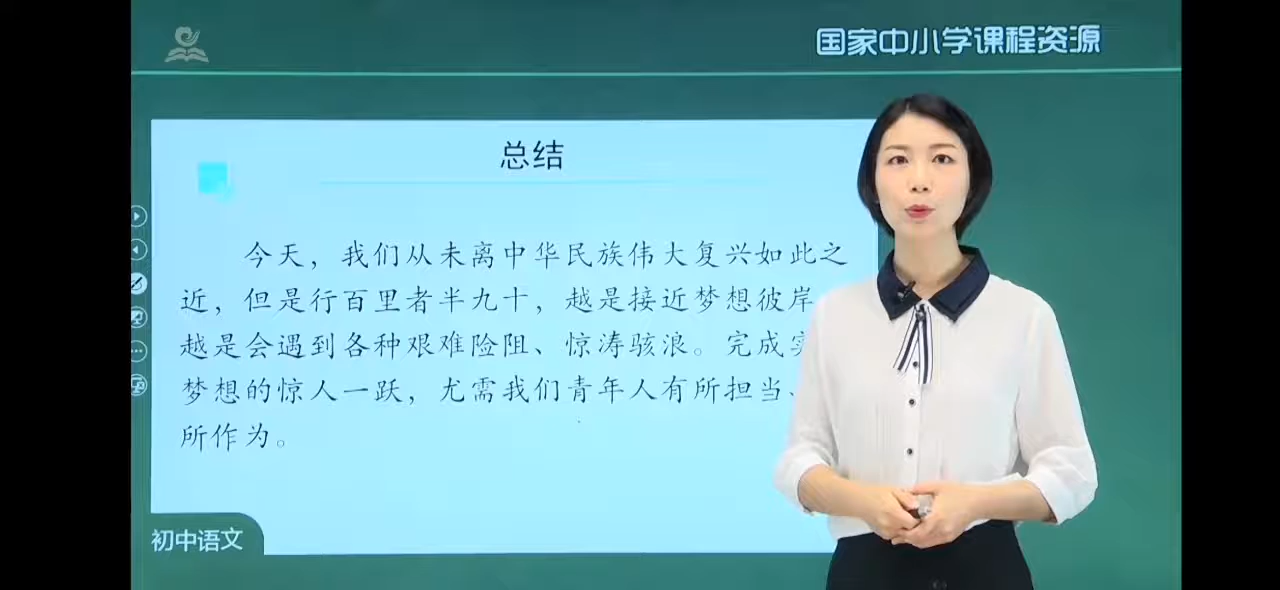 国家中小学课程资源
总结
今天，我们从未离中华民族伟大复兴如此之
近，但是行百里者半九十，越是接近梦想彼岸
越是会遇到各种艰难险阻、惊涛骇浪。完成
梦想的惊人一跃，尤需我们青年人有所担当、
所作为。
初中语文